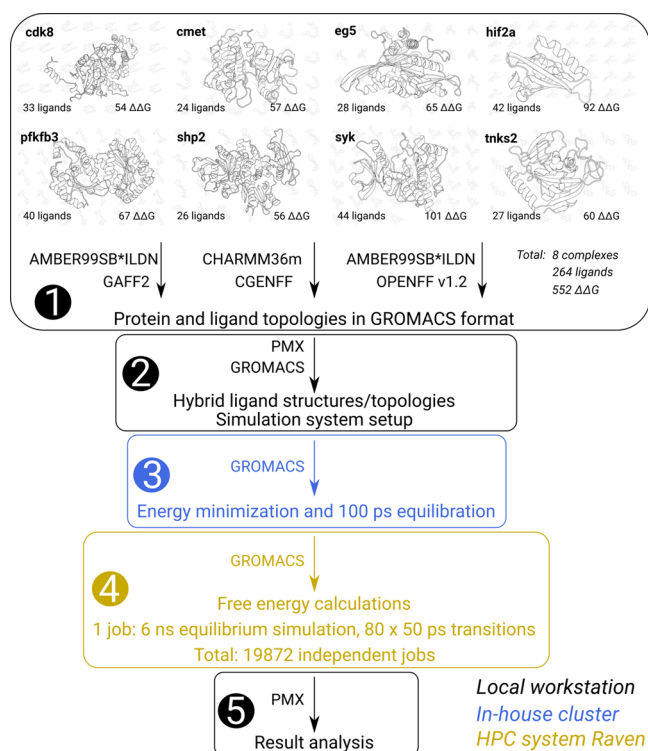 cdk8
cmet
eg5
hif2a
33 ligands 54 ΔΔG
24 ligands 57 ΔΔG
28 ligands 65 ΔΔG
42 ligands 92 ΔΔG
pfkfb3
shp2
syk
tnks2
40 ligands 67 ΔΔG
26 ligands 56 ΔΔG
44 ligands 101 ΔΔG
27 ligands 60 ΔΔG
AMBER99SB*ILDN
GAFF2
CHARMM36m
CGENFF
AMBER99SB*ILDN
OPENFF v1.2
Total: 8 complexes
264 ligands
552 ΔΔG
1
Protein and ligand topologies in GROMACS format
2
PMX
GROMACS
Hybrid ligand structures/topologies
Simulation system setup
3
GROMACS
Energy minimization and 100 ps equilibration
4
GROMACS
Free energy calculations
1 job: 6 ns equilibrium simulation, 80 x 50 ps transitions
Total: 19872 independent jobs
5
PMX
Result analysis
Local workstation
In-house cluster
HPC system Raven